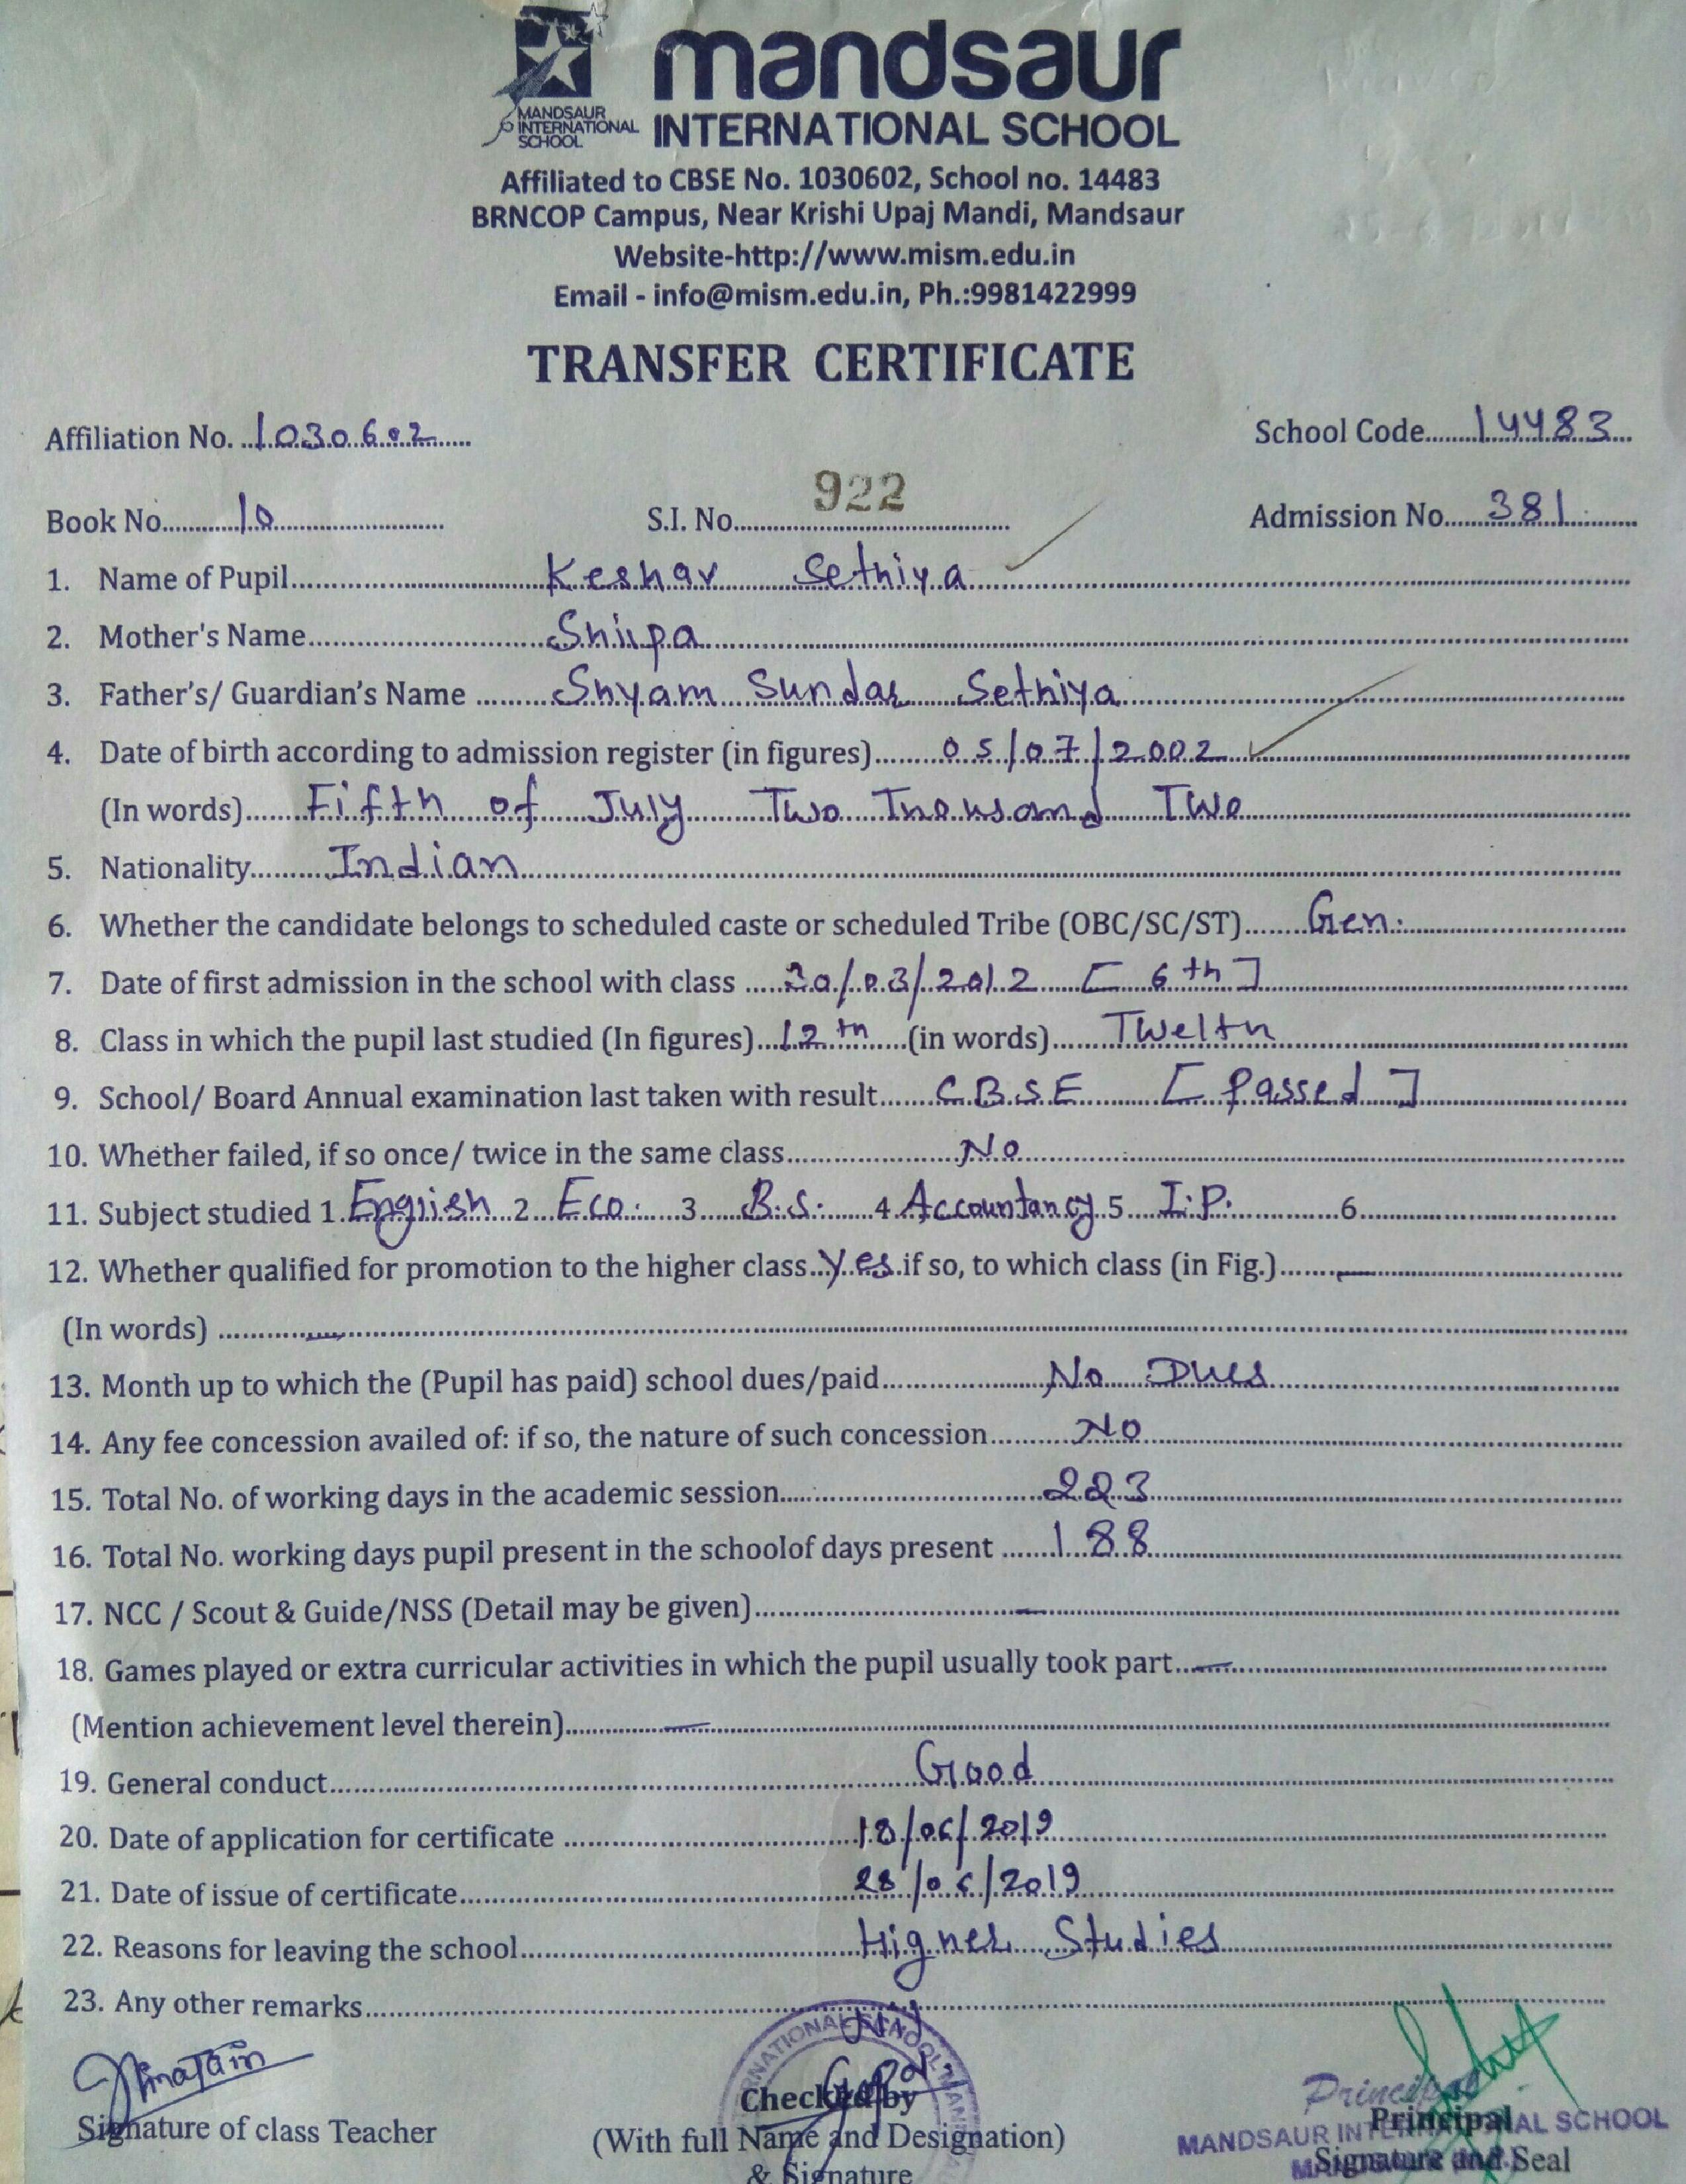 MANDSAUR
INTERNATIONAL
SCHOOL
mandsaur
INTERNATIONAL SCHOOL
Affiliated to CBSE No. 1030602, School no. 14483
BRNCOP Campus, Near Krishi Upaj Mandi, Mandsaur
Website-http://www.mism.edu.in
Email - info@mism.edu.in, Ph.:9981422999
TRANSFER CERTIFICATE
Affiliation No. 1030602 School Code 14483
Book No 10 S.I. No 922 Admission No 381
1. Name of Pupil Keshav Sethiya
2. Mother's Name Shilpa
3. Father's/ Guardian's Name Shyam Sundar Sethiya
4. Date of birth according to admission register (in figures) 05/07/2002
(In words) Fifth of July Two Thousand Two
5. Nationality Indian
6. Whether the candidate belongs to scheduled caste or scheduled Tribe (OBC/SC/ST) Gen.
7. Date of first admission in the school with class 30/03/2012 [6th]
8. Class in which the pupil last studied (In figures) 12th (in words) Twelth
9. School/ Board Annual examination last taken with result C.B.S.E [Passed]
10. Whether failed, if so once/ twice in the same class No
11. Subject studied 1. English 2 Eco. 3 B.S. 4 Accountancy 5 I.P. 6
12. Whether qualified for promotion to the higher class Yes if so, to which class (in Fig.) —
(In words) —
13. Month up to which the (Pupil has paid) school dues/paid No Dues
14. Any fee concession availed of: if so, the nature of such concession NO
15. Total No. of working days in the academic session 223
16. Total No. working days pupil present in the schoolof days present 188
17. NCC / Scout & Guide/NSS (Detail may be given) —
18. Games played or extra curricular activities in which the pupil usually took part —
(Mention achievement level therein) —
19. General conduct Good
20. Date of application for certificate 18/06/2019
21. Date of issue of certificate 28/06/2019
22. Reasons for leaving the school Higher Studies
23. Any other remarks Nil
Signature of class Teacher
Checked by
(With full Name and Designation)
& Signature
Principal
MANDSAUR INTERNATIONAL SCHOOL
Principal
Signature and Seal